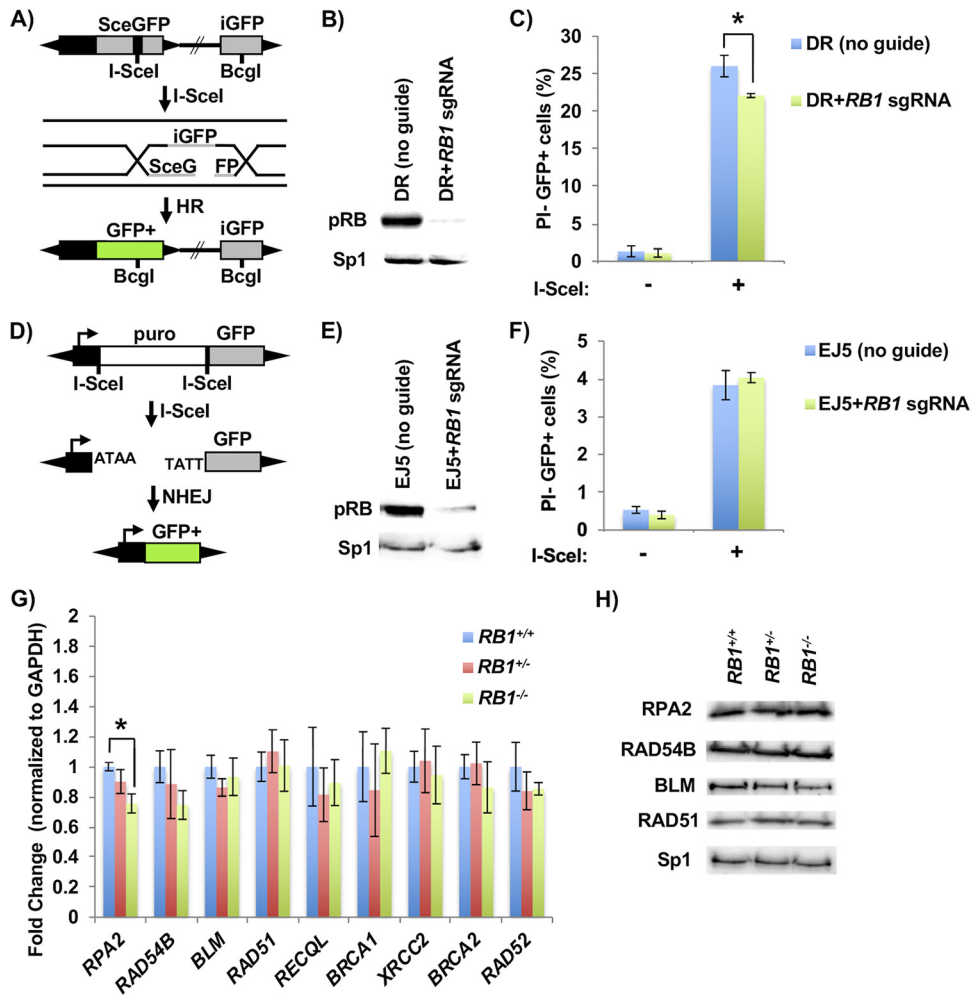 A)
SceGFP iGFP
I-SceI BcgI
I-SceI
iGFP
SceG FP
HR
GFP+ iGFP
BcgI BcgI
B)
DR (no guide)
DR+RB1 sgRNA
pRB
Sp1
C)
PI- GFP+ cells (%)
30
25
20
15
10
5
0
*
I-SceI: - +
DR (no guide)
DR+RB1 sgRNA
D)
puro GFP
I-SceI I-SceI
I-SceI
GFP
ATAA TATT
NHEJ
GFP+
E)
EJ5 (no guide)
EJ5+RB1 sgRNA
pRB
Sp1
F)
PI- GFP+ cells (%)
5
4
3
2
1
0
I-SceI: - +
EJ5 (no guide)
EJ5+RB1 sgRNA
G)
Fold Change (normalized to GAPDH)
2
1.8
1.6
1.4
1.2
1
0.8
0.6
0.4
0.2
0
*
RB1+/+
RB1+/-
RB1-/-
RPA2
RAD54B
BLM
RAD51
RECQL
BRCA1
XRCC2
BRCA2
RAD52
H)
RB1+/+
RB1+/-
RB1-/-
RPA2
RAD54B
BLM
RAD51
Sp1